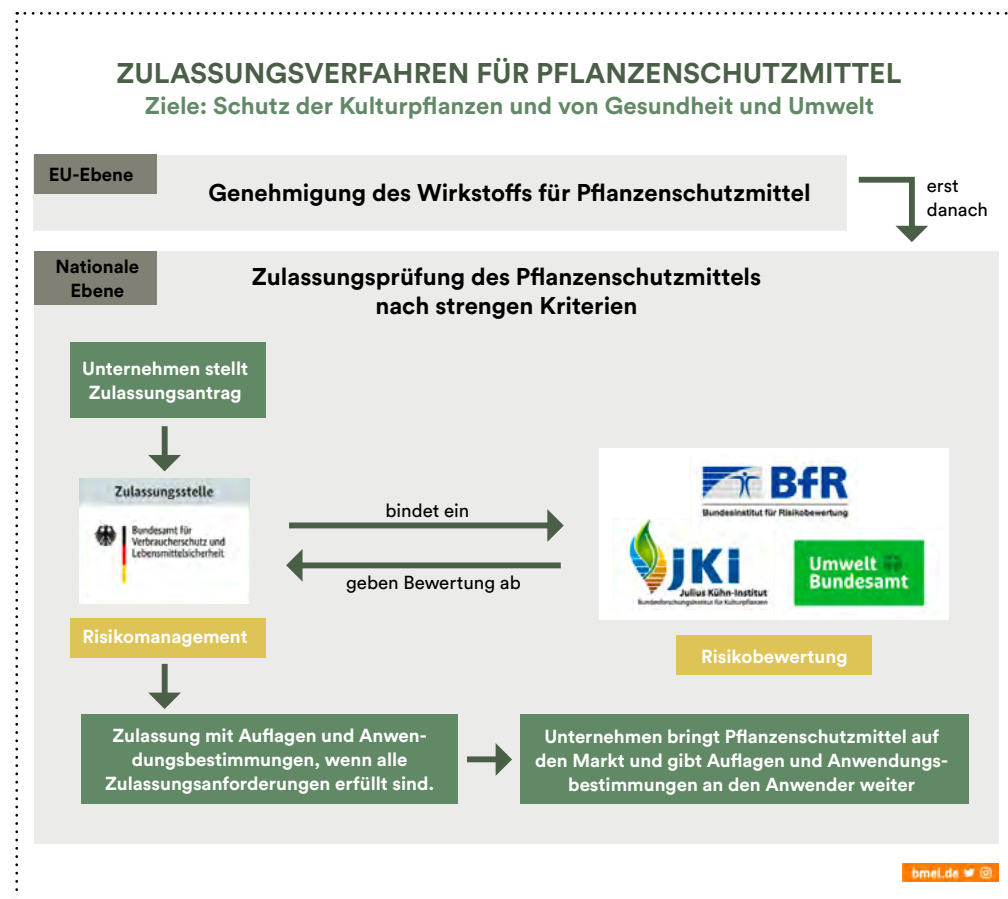 ZULASSUNGSVERFAHREN FÜR PFLANZENSCHUTZMITTEL
Ziele: Schutz der Kulturpflanzen und von Gesundheit und Umwelt
EU-Ebene
Genehmigung des Wirkstoffs für Pflanzenschutzmittel
erst
danach
Nationale
Ebene
Zulassungsprüfung des Pflanzenschutzmittels
nach strengen Kriterien
Unternehmen stellt
Zulassungsantrag
Zulassungsstelle
Bundesamt für
Verbraucherschutz und
Lebensmittelsicherheit
bindet ein
geben Bewertung ab
BfR
Bundesinstitut für Risikobewertung
JKI
Julius Kühn-Institut
Bundesforschungsinstitut für Kulturpflanzen
Umwelt
Bundesamt
Risikomanagement
Risikobewertung
Zulassung mit Auflagen und Anwen-
dungsbestimmungen, wenn alle
Zulassungsanforderungen erfüllt sind.
Unternehmen bringt Pflanzenschutzmittel auf
den Markt und gibt Auflagen und Anwendungs-
bestimmungen an den Anwender weiter
bmel.de